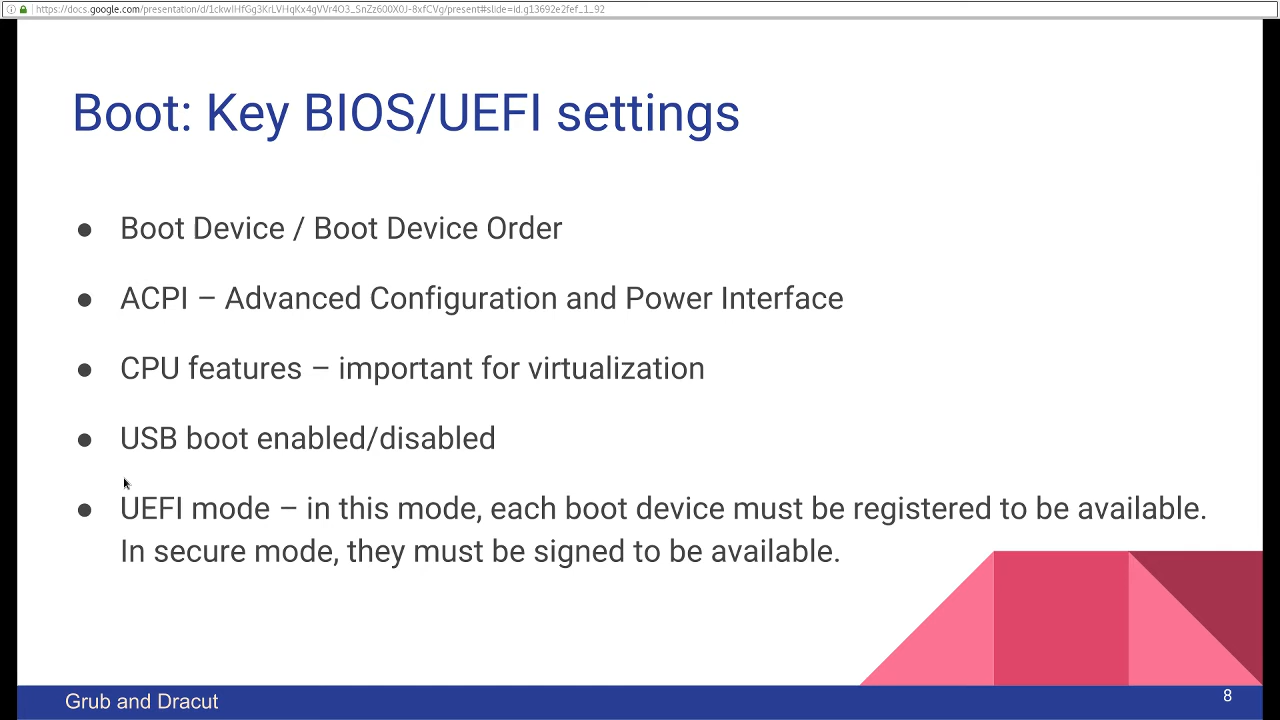 https://docs.google.com/presentation/d/1ckwIHfGg3KrLVHqKx4gVVr4O3_SnZz600X0J-8xfCVg/present#slide=id.g13692e2fef_1_92
Boot: Key BIOS/UEFI settings
● Boot Device / Boot Device Order
● ACPI – Advanced Configuration and Power Interface
● CPU features – important for virtualization
● USB boot enabled/disabled
● UEFI mode – in this mode, each boot device must be registered to be available.
In secure mode, they must be signed to be available.
Grub and Dracut
8